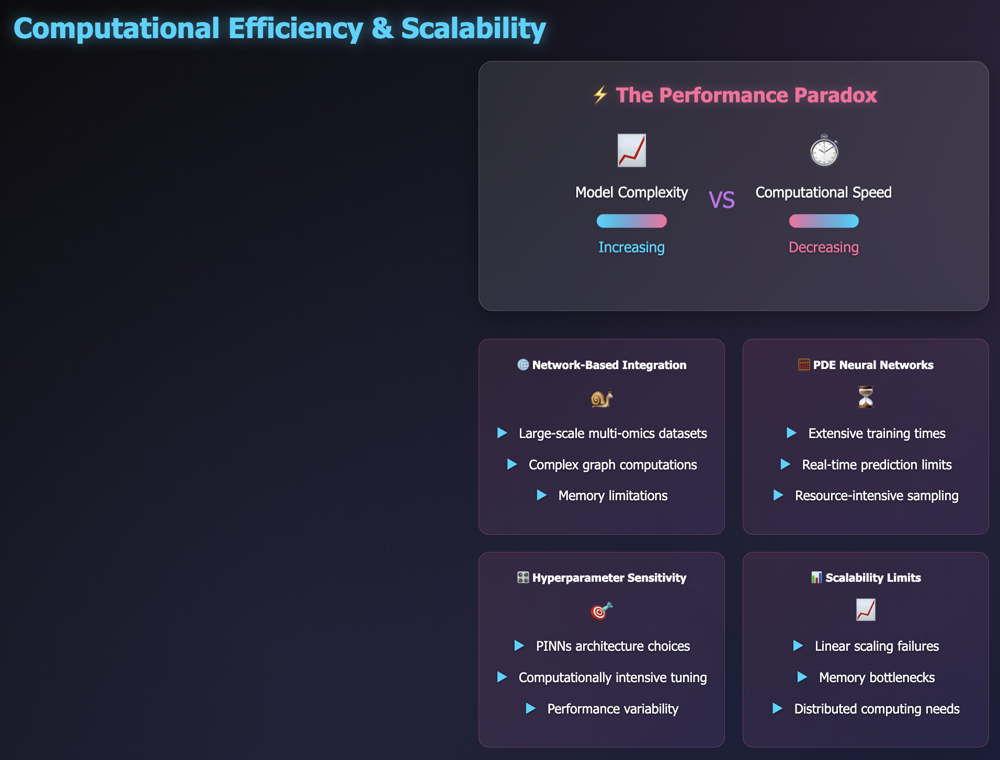 Computational Efficiency & Scalability
⚡ The Performance Paradox
Model Complexity
Increasing
VS
Computational Speed
Decreasing
🌐 Network-Based Integration
▶ Large-scale multi-omics datasets
▶ Complex graph computations
▶ Memory limitations
🧮 PDE Neural Networks
▶ Extensive training times
▶ Real-time prediction limits
▶ Resource-intensive sampling
🎛️ Hyperparameter Sensitivity
▶ PINNs architecture choices
▶ Computationally intensive tuning
▶ Performance variability
📊 Scalability Limits
▶ Linear scaling failures
▶ Memory bottlenecks
▶ Distributed computing needs